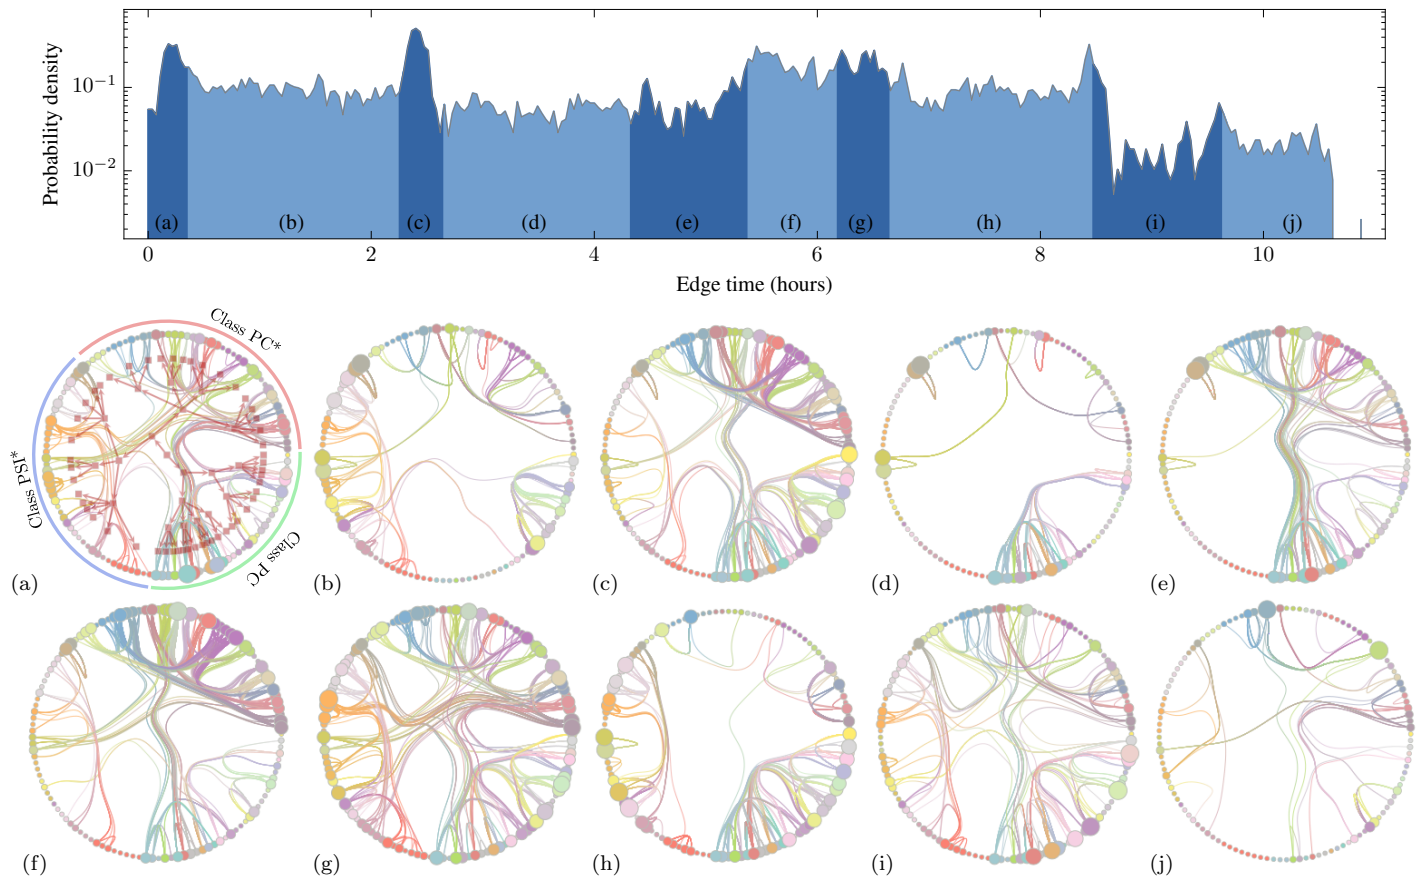 Probability density
10⁻¹
10⁻²
(a) (b) (c) (d) (e) (f) (g) (h) (i) (j)
0 2 4 6 8 10
Edge time (hours)
Class PC*
Class PSI*
Class PC
(a) (b) (c) (d) (e)
(f) (g) (h) (i) (j)